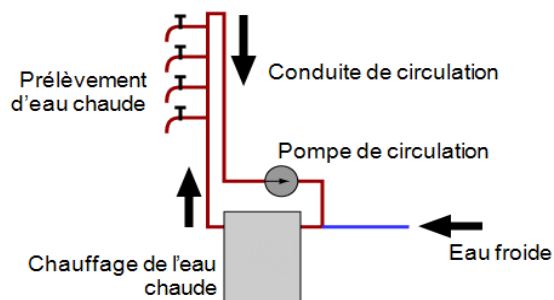 Prélèvement
d'eau chaude
Conduite de circulation
Pompe de circulation
Eau froide
Chauffage de l'eau
chaude